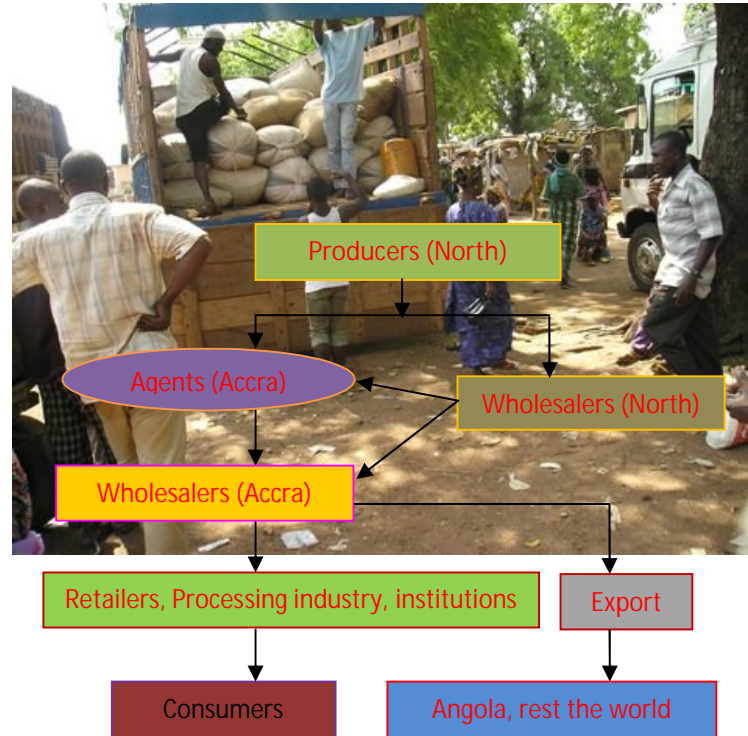 Producers (North)
Agents (Accra)
Wholesalers (North)
Wholesalers (Accra)
Retailers, Processing industry, institutions
Export
Consumers
Angola, rest the world